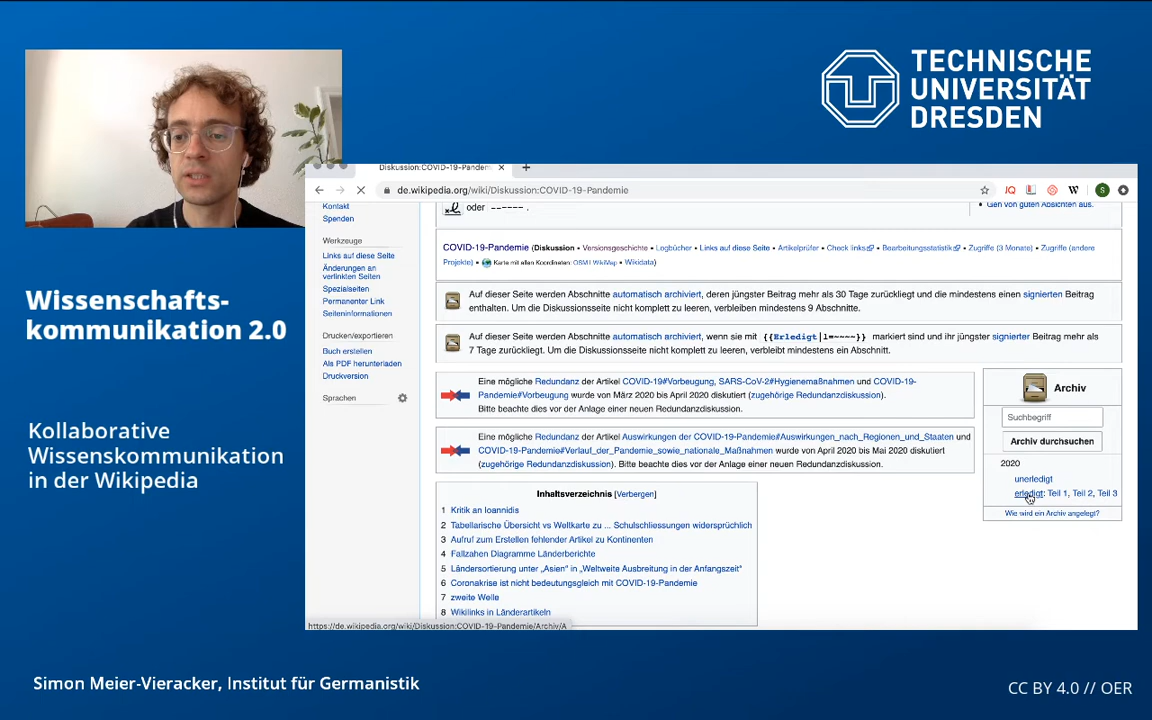 TECHNISCHE
UNIVERSITÄT
DRESDEN
Wissenschafts-
kommunikation 2.0
Kollaborative
Wissenskommunikation
in der Wikipedia
Diskussion:COVID-19-Pandem
de.wikipedia.org/wiki/Diskussion:COVID-19-Pandemie
Kontakt
Spenden
Werkzeuge
Links auf diese Seite
Änderungen an
verlinkten Seiten
Spezialseiten
Permanenter Link
Seiteninformationen
Drucken/exportieren
Buch erstellen
Als PDF herunterladen
Druckversion
Sprachen
oder ------ .
Geh von guten Absichten aus.
COVID-19-Pandemie (Diskussion • Versionsgeschichte • Logbücher • Links auf diese Seite • Artikelprüfer • Check links • Bearbeitungsstatistik • Zugriffe (3 Monate) • Zugriffe (andere
Projekte) • Karte mit allen Koordinaten: OSM | WikiMap • Wikidata)
Auf dieser Seite werden Abschnitte automatisch archiviert, deren jüngster Beitrag mehr als 30 Tage zurückliegt und die mindestens einen signierten Beitrag
enthalten. Um die Diskussionsseite nicht komplett zu leeren, verbleiben mindestens 9 Abschnitte.
Auf dieser Seite werden Abschnitte automatisch archiviert, wenn sie mit {{Erledigt|1=~~~~}} markiert sind und ihr jüngster signierter Beitrag mehr als
7 Tage zurückliegt. Um die Diskussionsseite nicht komplett zu leeren, verbleibt mindestens ein Abschnitt.
Eine mögliche Redundanz der Artikel COVID-19#Vorbeugung, SARS-CoV-2#Hygienemaßnahmen und COVID-19-
Pandemie#Vorbeugung wurde von März 2020 bis April 2020 diskutiert (zugehörige Redundanzdiskussion).
Bitte beachte dies vor der Anlage einer neuen Redundanzdiskussion.
Eine mögliche Redundanz der Artikel Auswirkungen der COVID-19-Pandemie#Auswirkungen_nach_Regionen_und_Staaten und
COVID-19-Pandemie#Verlauf_der_Pandemie_sowie_nationale_Maßnahmen wurde von April 2020 bis Mai 2020 diskutiert
(zugehörige Redundanzdiskussion). Bitte beachte dies vor der Anlage einer neuen Redundanzdiskussion.
Archiv
Suchbegriff
Archiv durchsuchen
2020
unerledigt
erledigt: Teil 1, Teil 2, Teil 3
Wie wird ein Archiv angelegt?
Inhaltsverzeichnis [Verbergen]
1 Kritik an Ioannidis
2 Tabellarische Übersicht vs Weltkarte zu ... Schulschliessungen widersprüchlich
3 Aufruf zum Erstellen fehlender Artikel zu Kontinenten
4 Fallzahen Diagramme Länderberichte
5 Ländersortierung unter „Asien“ in „Weltweite Ausbreitung in der Anfangszeit“
6 Coronakrise ist nicht bedeutungsgleich mit COVID-19-Pandemie
7 zweite Welle
8 Wikilinks in Länderartikeln
https://de.wikipedia.org/wiki/Diskussion:COVID-19-Pandemie/Archiv/A
Simon Meier-Vieracker, Institut für Germanistik
CC BY 4.0 // OER